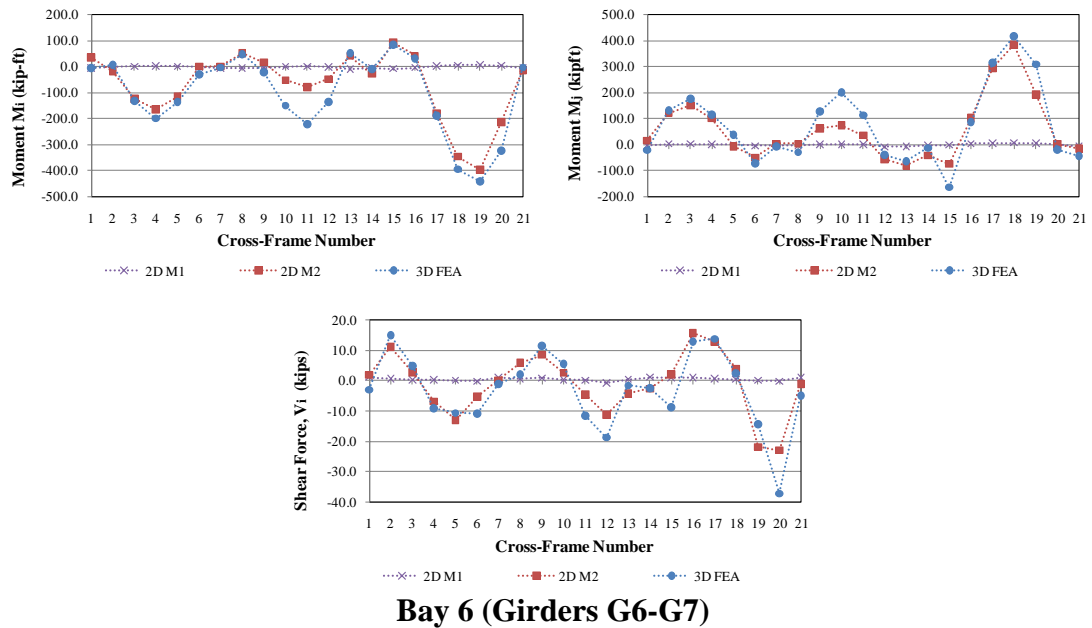 200.0
100.0
0.0
-100.0
-200.0
-300.0
-400.0
-500.0
Moment Mi (kip-ft)
1 2 3 4 5 6 7 8 9 10 11 12 13 14 15 16 17 18 19 20 21
Cross-Frame Number
2D M1 2D M2 3D FEA
500.0
400.0
300.0
200.0
100.0
0.0
-100.0
-200.0
Moment Mj (kipft)
1 2 3 4 5 6 7 8 9 10 11 12 13 14 15 16 17 18 19 20 21
Cross-Frame Number
2D M1 2D M2 3D FEA
20.0
10.0
0.0
-10.0
-20.0
-30.0
-40.0
Shear Force, Vi (kips)
1 2 3 4 5 6 7 8 9 10 11 12 13 14 15 16 17 18 19 20 21
Cross-Frame Number
2D M1 2D M2 3D FEA
Bay 6 (Girders G6-G7)